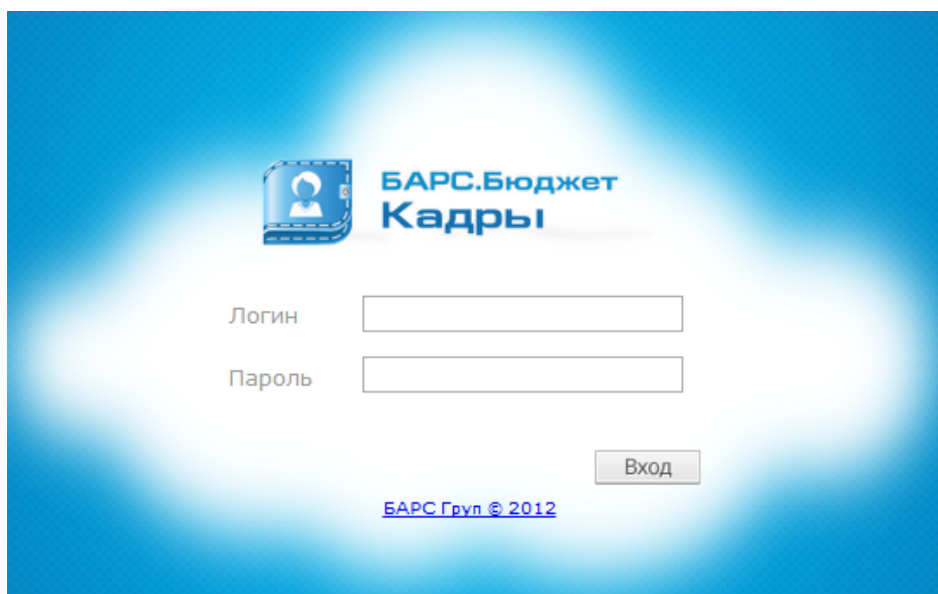 БАРС.Бюджет
Кадры
Логин
Пароль
Вход
БАРС Груп © 2012